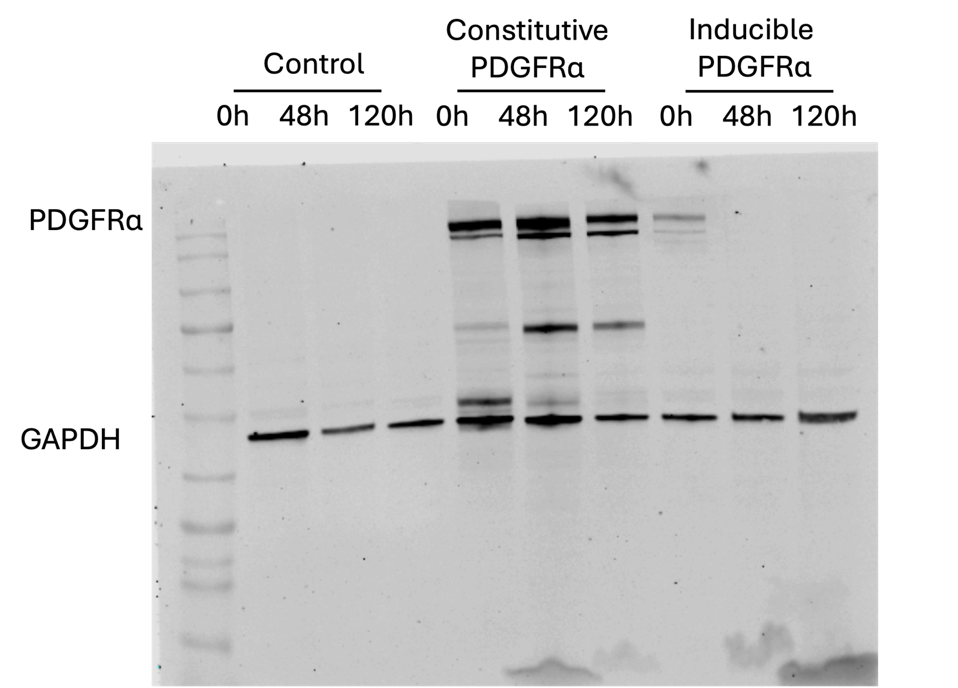 Constitutive Inducible
Control PDGFRα PDGFRα
0h 48h 120h 0h 48h 120h 0h 48h 120h
PDGFRα
GAPDH